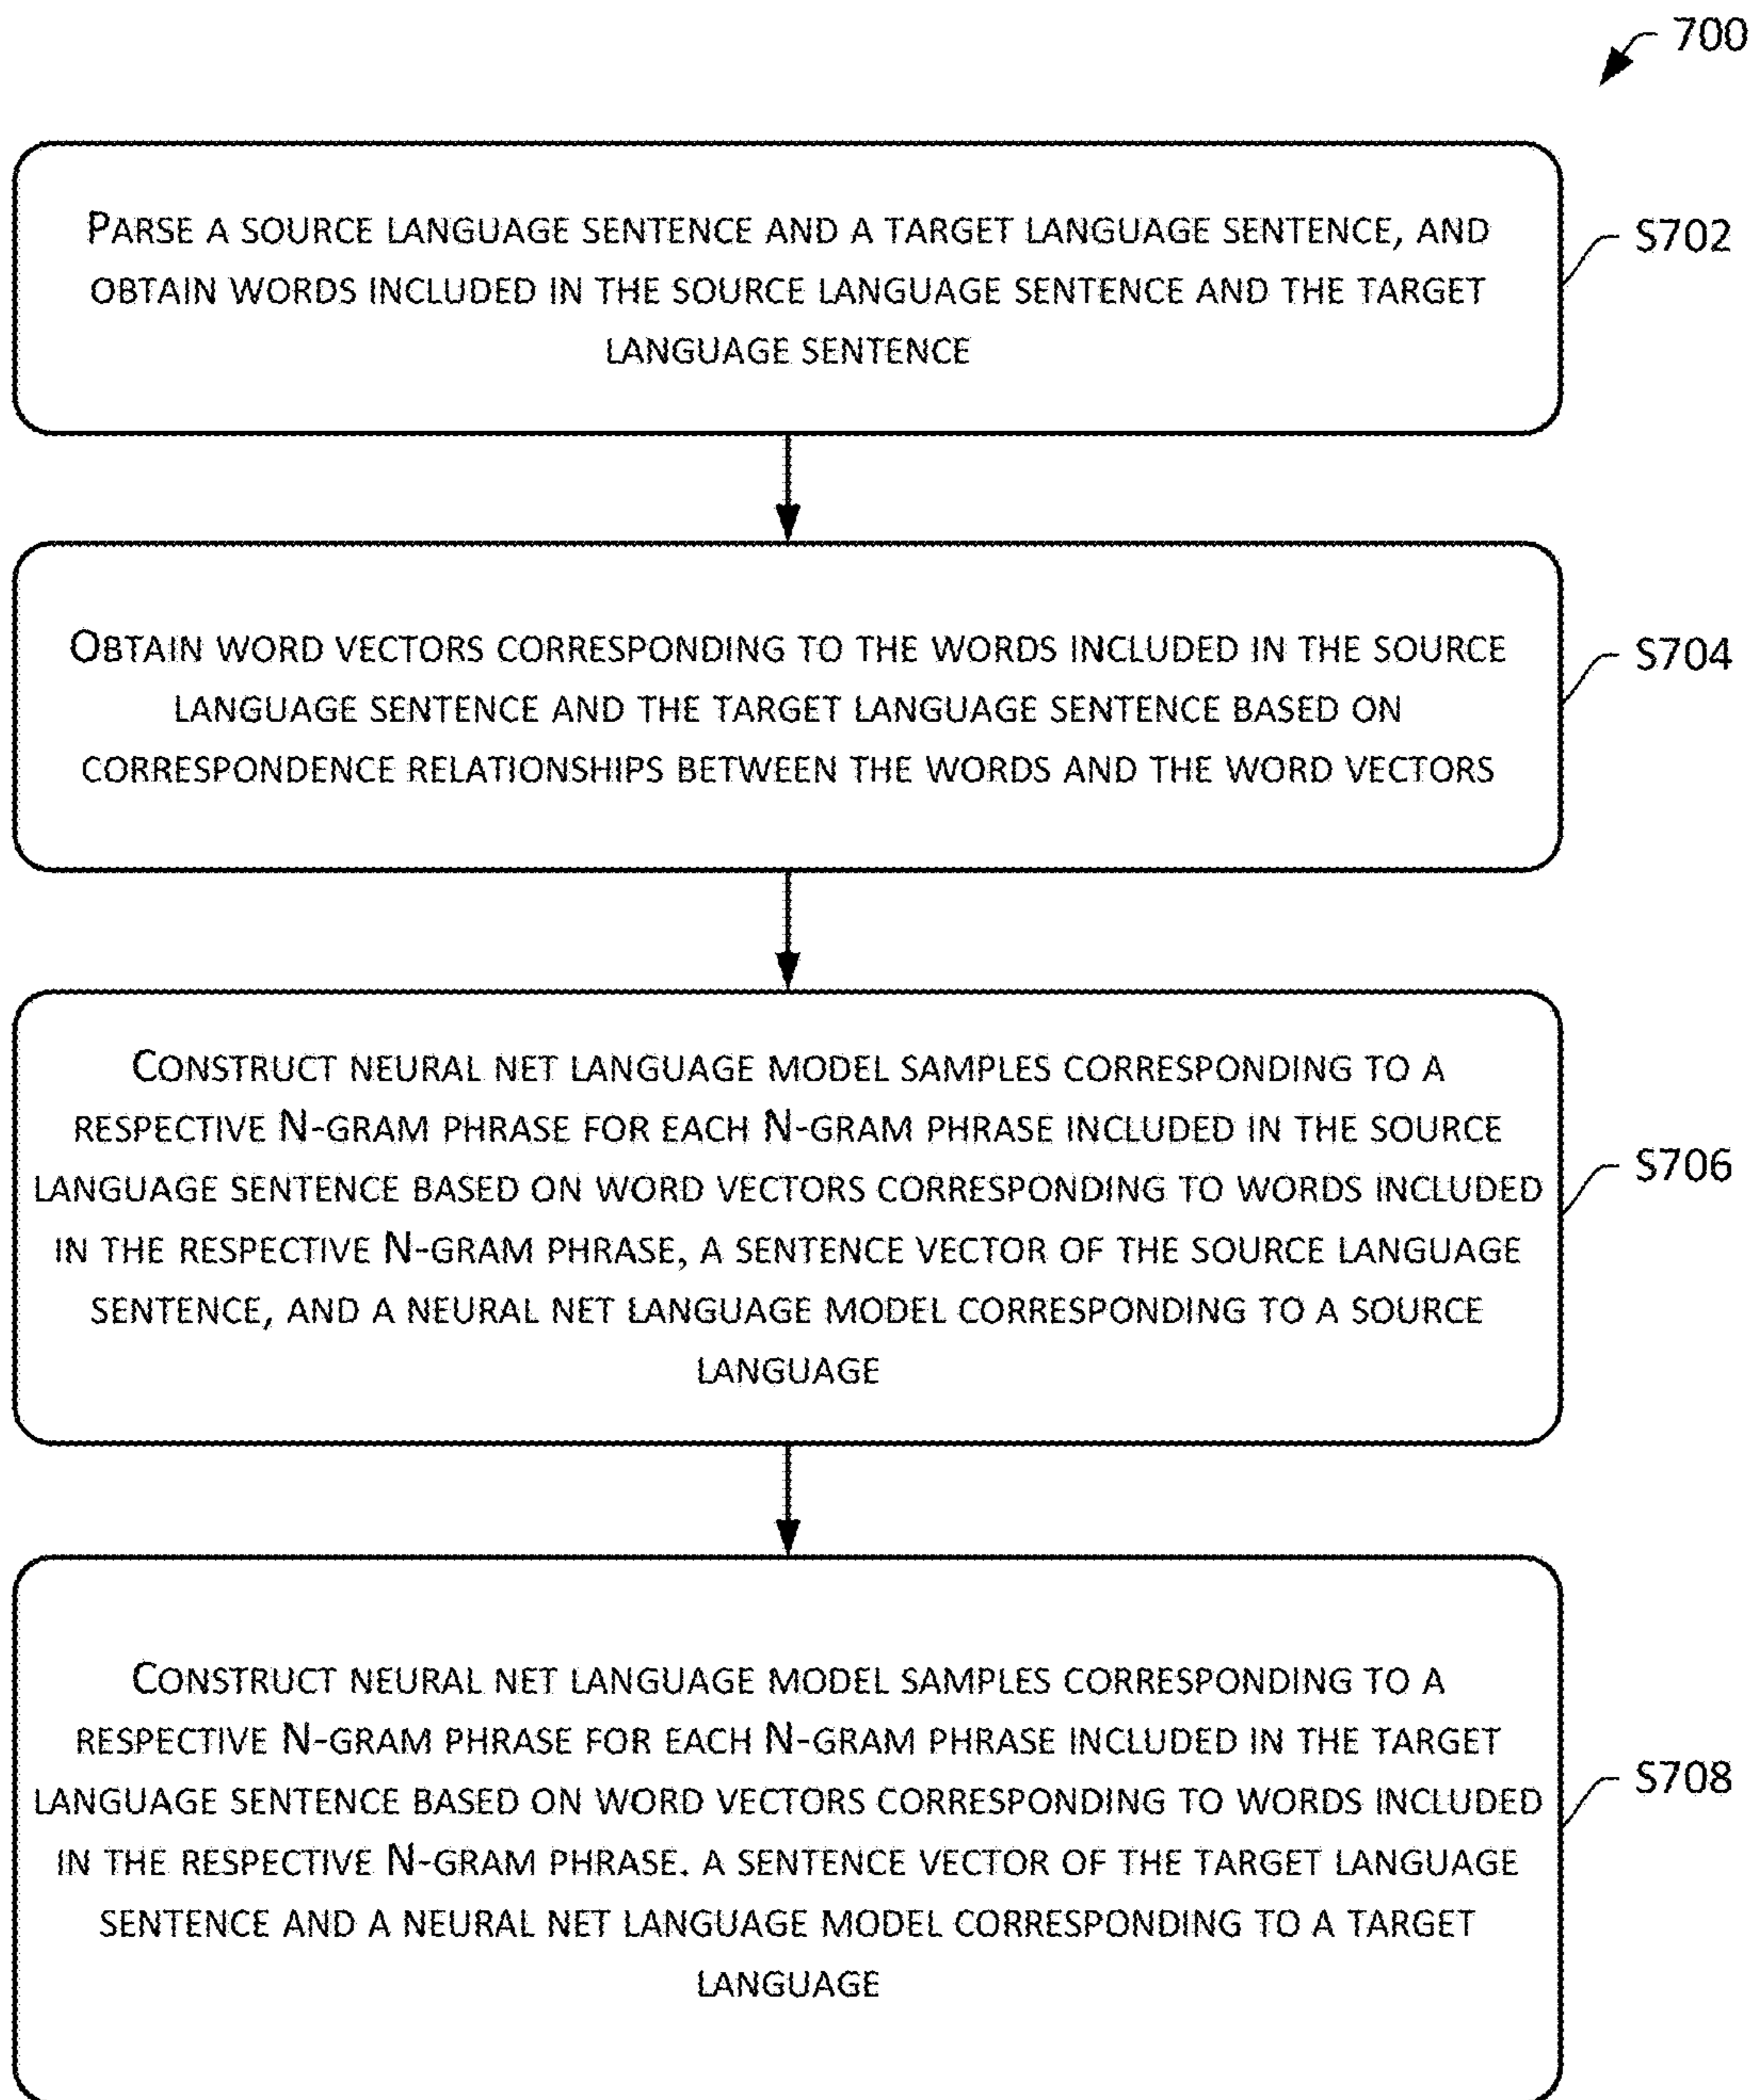 700
PARSE A SOURCE LANGUAGE SENTENCE AND A TARGET LANGUAGE SENTENCE, AND
OBTAIN WORDS INCLUDED IN THE SOURCE LANGUAGE SENTENCE AND THE TARGET
LANGUAGE SENTENCE
S702
OBTAIN WORD VECTORS CORRESPONDING TO THE WORDS INCLUDED IN THE SOURCE
LANGUAGE SENTENCE AND THE TARGET LANGUAGE SENTENCE BASED ON
CORRESPONDENCE RELATIONSHIPS BETWEEN THE WORDS AND THE WORD VECTORS
S704
CONSTRUCT NEURAL NET LANGUAGE MODEL SAMPLES CORRESPONDING TO A
RESPECTIVE N-GRAM PHRASE FOR EACH N-GRAM PHRASE INCLUDED IN THE SOURCE
LANGUAGE SENTENCE BASED ON WORD VECTORS CORRESPONDING TO WORDS INCLUDED
IN THE RESPECTIVE N-GRAM PHRASE, A SENTENCE VECTOR OF THE SOURCE LANGUAGE
SENTENCE, AND A NEURAL NET LANGUAGE MODEL CORRESPONDING TO A SOURCE
LANGUAGE
S706
CONSTRUCT NEURAL NET LANGUAGE MODEL SAMPLES CORRESPONDING TO A
RESPECTIVE N-GRAM PHRASE FOR EACH N-GRAM PHRASE INCLUDED IN THE TARGET
LANGUAGE SENTENCE BASED ON WORD VECTORS CORRESPONDING TO WORDS INCLUDED
IN THE RESPECTIVE N-GRAM PHRASE. A SENTENCE VECTOR OF THE TARGET LANGUAGE
SENTENCE AND A NEURAL NET LANGUAGE MODEL CORRESPONDING TO A TARGET
LANGUAGE
S708